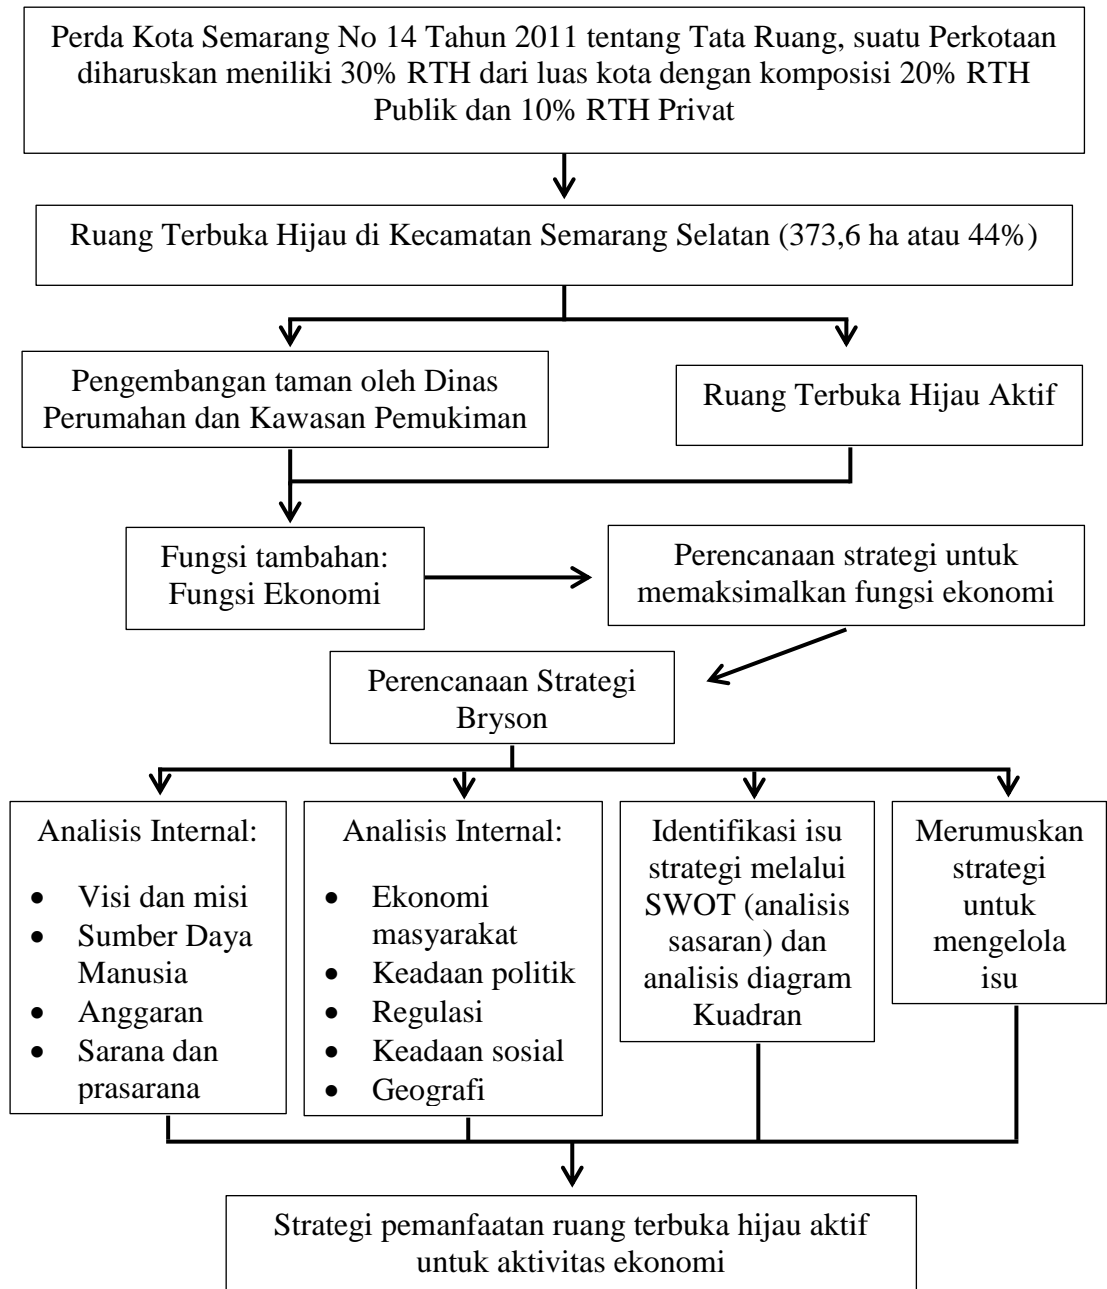 Perda Kota Semarang No 14 Tahun 2011 tentang Tata Ruang, suatu Perkotaan
diharuskan meniliki 30% RTH dari luas kota dengan komposisi 20% RTH
Publik dan 10% RTH Privat
Ruang Terbuka Hijau di Kecamatan Semarang Selatan (373,6 ha atau 44%)
Pengembangan taman oleh Dinas
Perumahan dan Kawasan Pemukiman
Ruang Terbuka Hijau Aktif
Fungsi tambahan:
Fungsi Ekonomi
Perencanaan strategi untuk
memaksimalkan fungsi ekonomi
Perencanaan Strategi
Bryson
Analisis Internal:
• Visi dan misi
• Sumber Daya
Manusia
• Anggaran
• Sarana dan
prasarana
Analisis Internal:
• Ekonomi
masyarakat
• Keadaan politik
• Regulasi
• Keadaan sosial
• Geografi
Identifikasi isu
strategi melalui
SWOT (analisis
sasaran) dan
analisis diagram
Kuadran
Merumuskan
strategi
untuk
mengelola
isu
Strategi pemanfaatan ruang terbuka hijau aktif
untuk aktivitas ekonomi